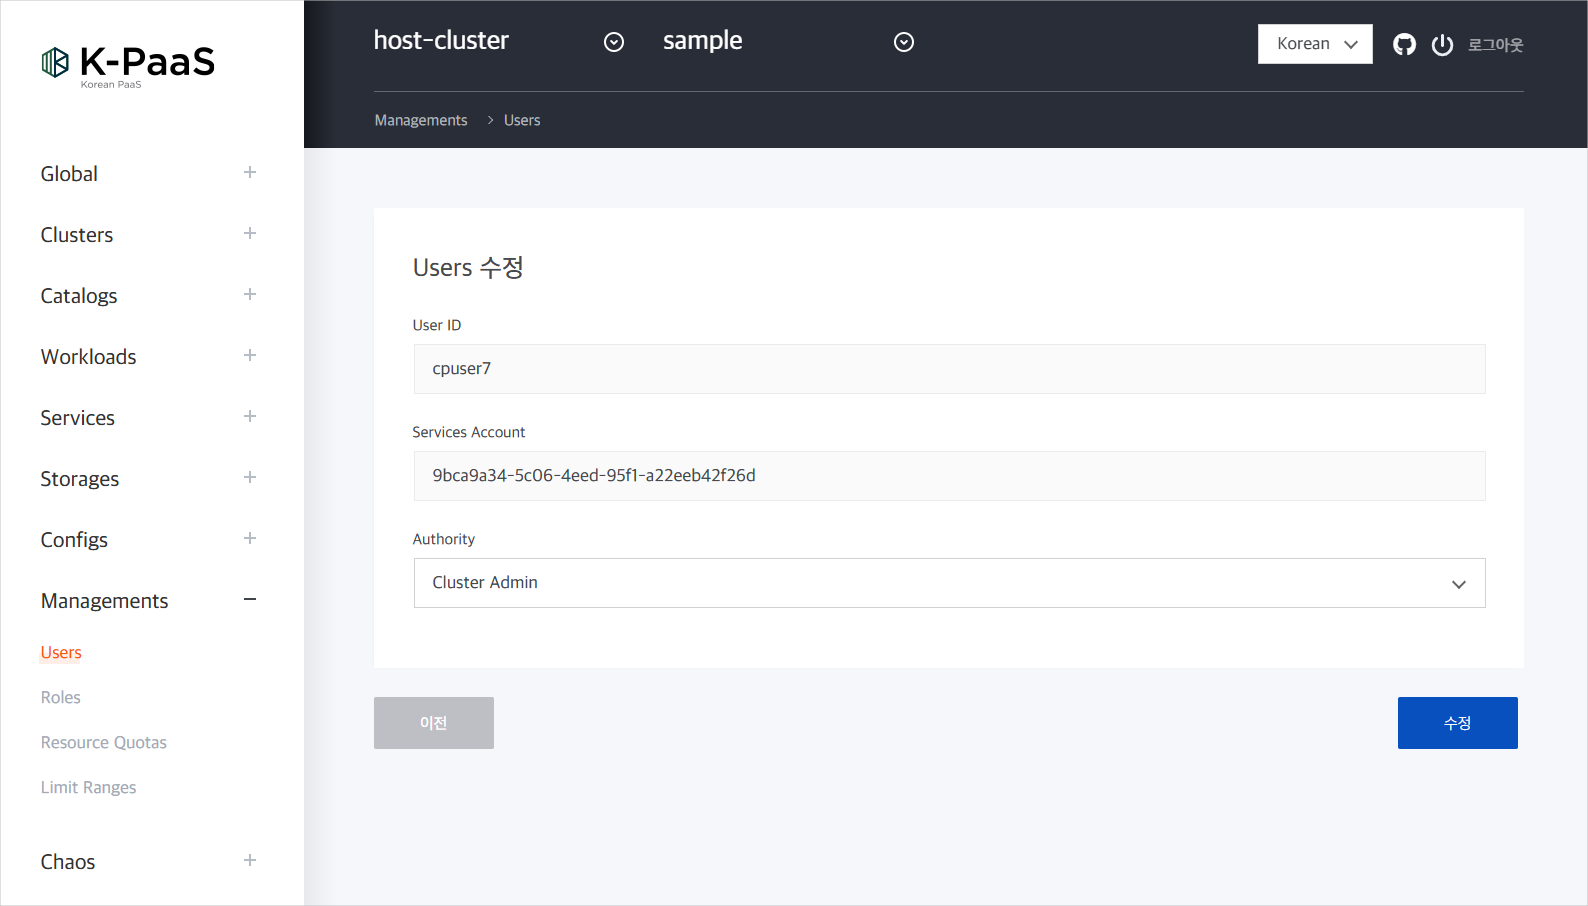 K-PaaS
Korean PaaS
host-cluster
sample
Korean
로그아웃
Managements
Users
Global
Clusters
Catalogs
Workloads
Services
Storages
Configs
Managements
Users
Roles
Resource Quotas
Limit Ranges
Chaos
Users 수정
User ID
cpuser7
Services Account
9bca9a34-5c06-4eed-95f1-a22eeb42f26d
Authority
Cluster Admin
이전
수정